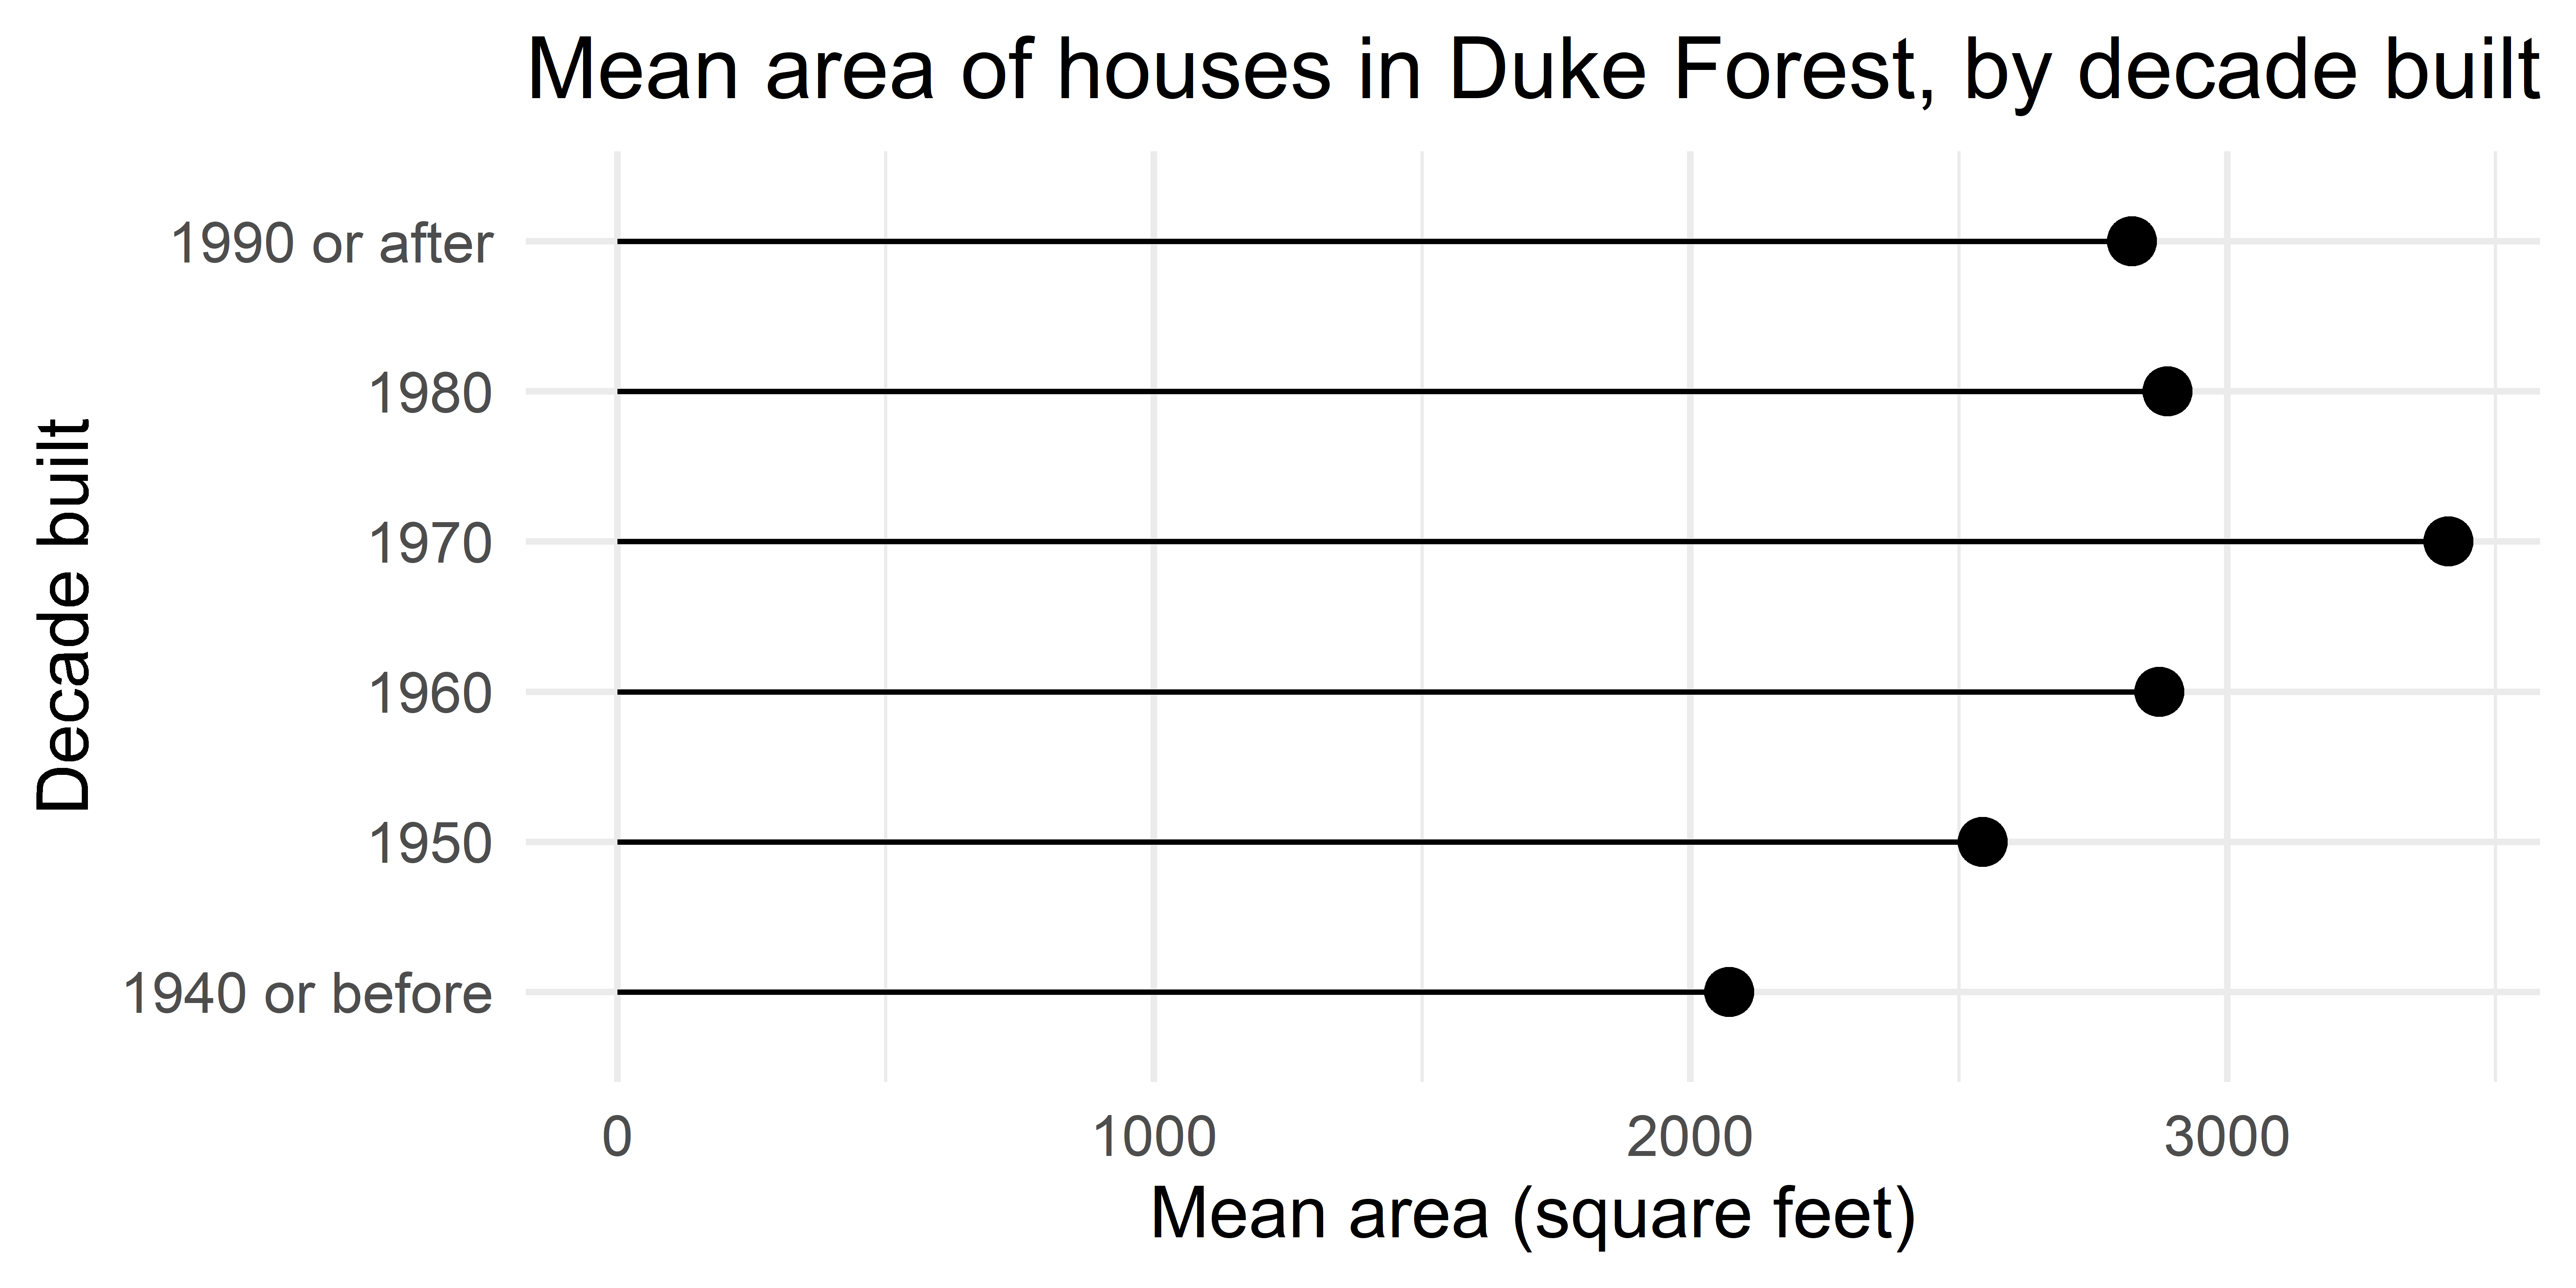 Mean area of houses in Duke Forest, by decade built
Decade built
1990 or after
1980
1970
1960
1950
1940 or before
0 1000 2000 3000
Mean area (square feet)